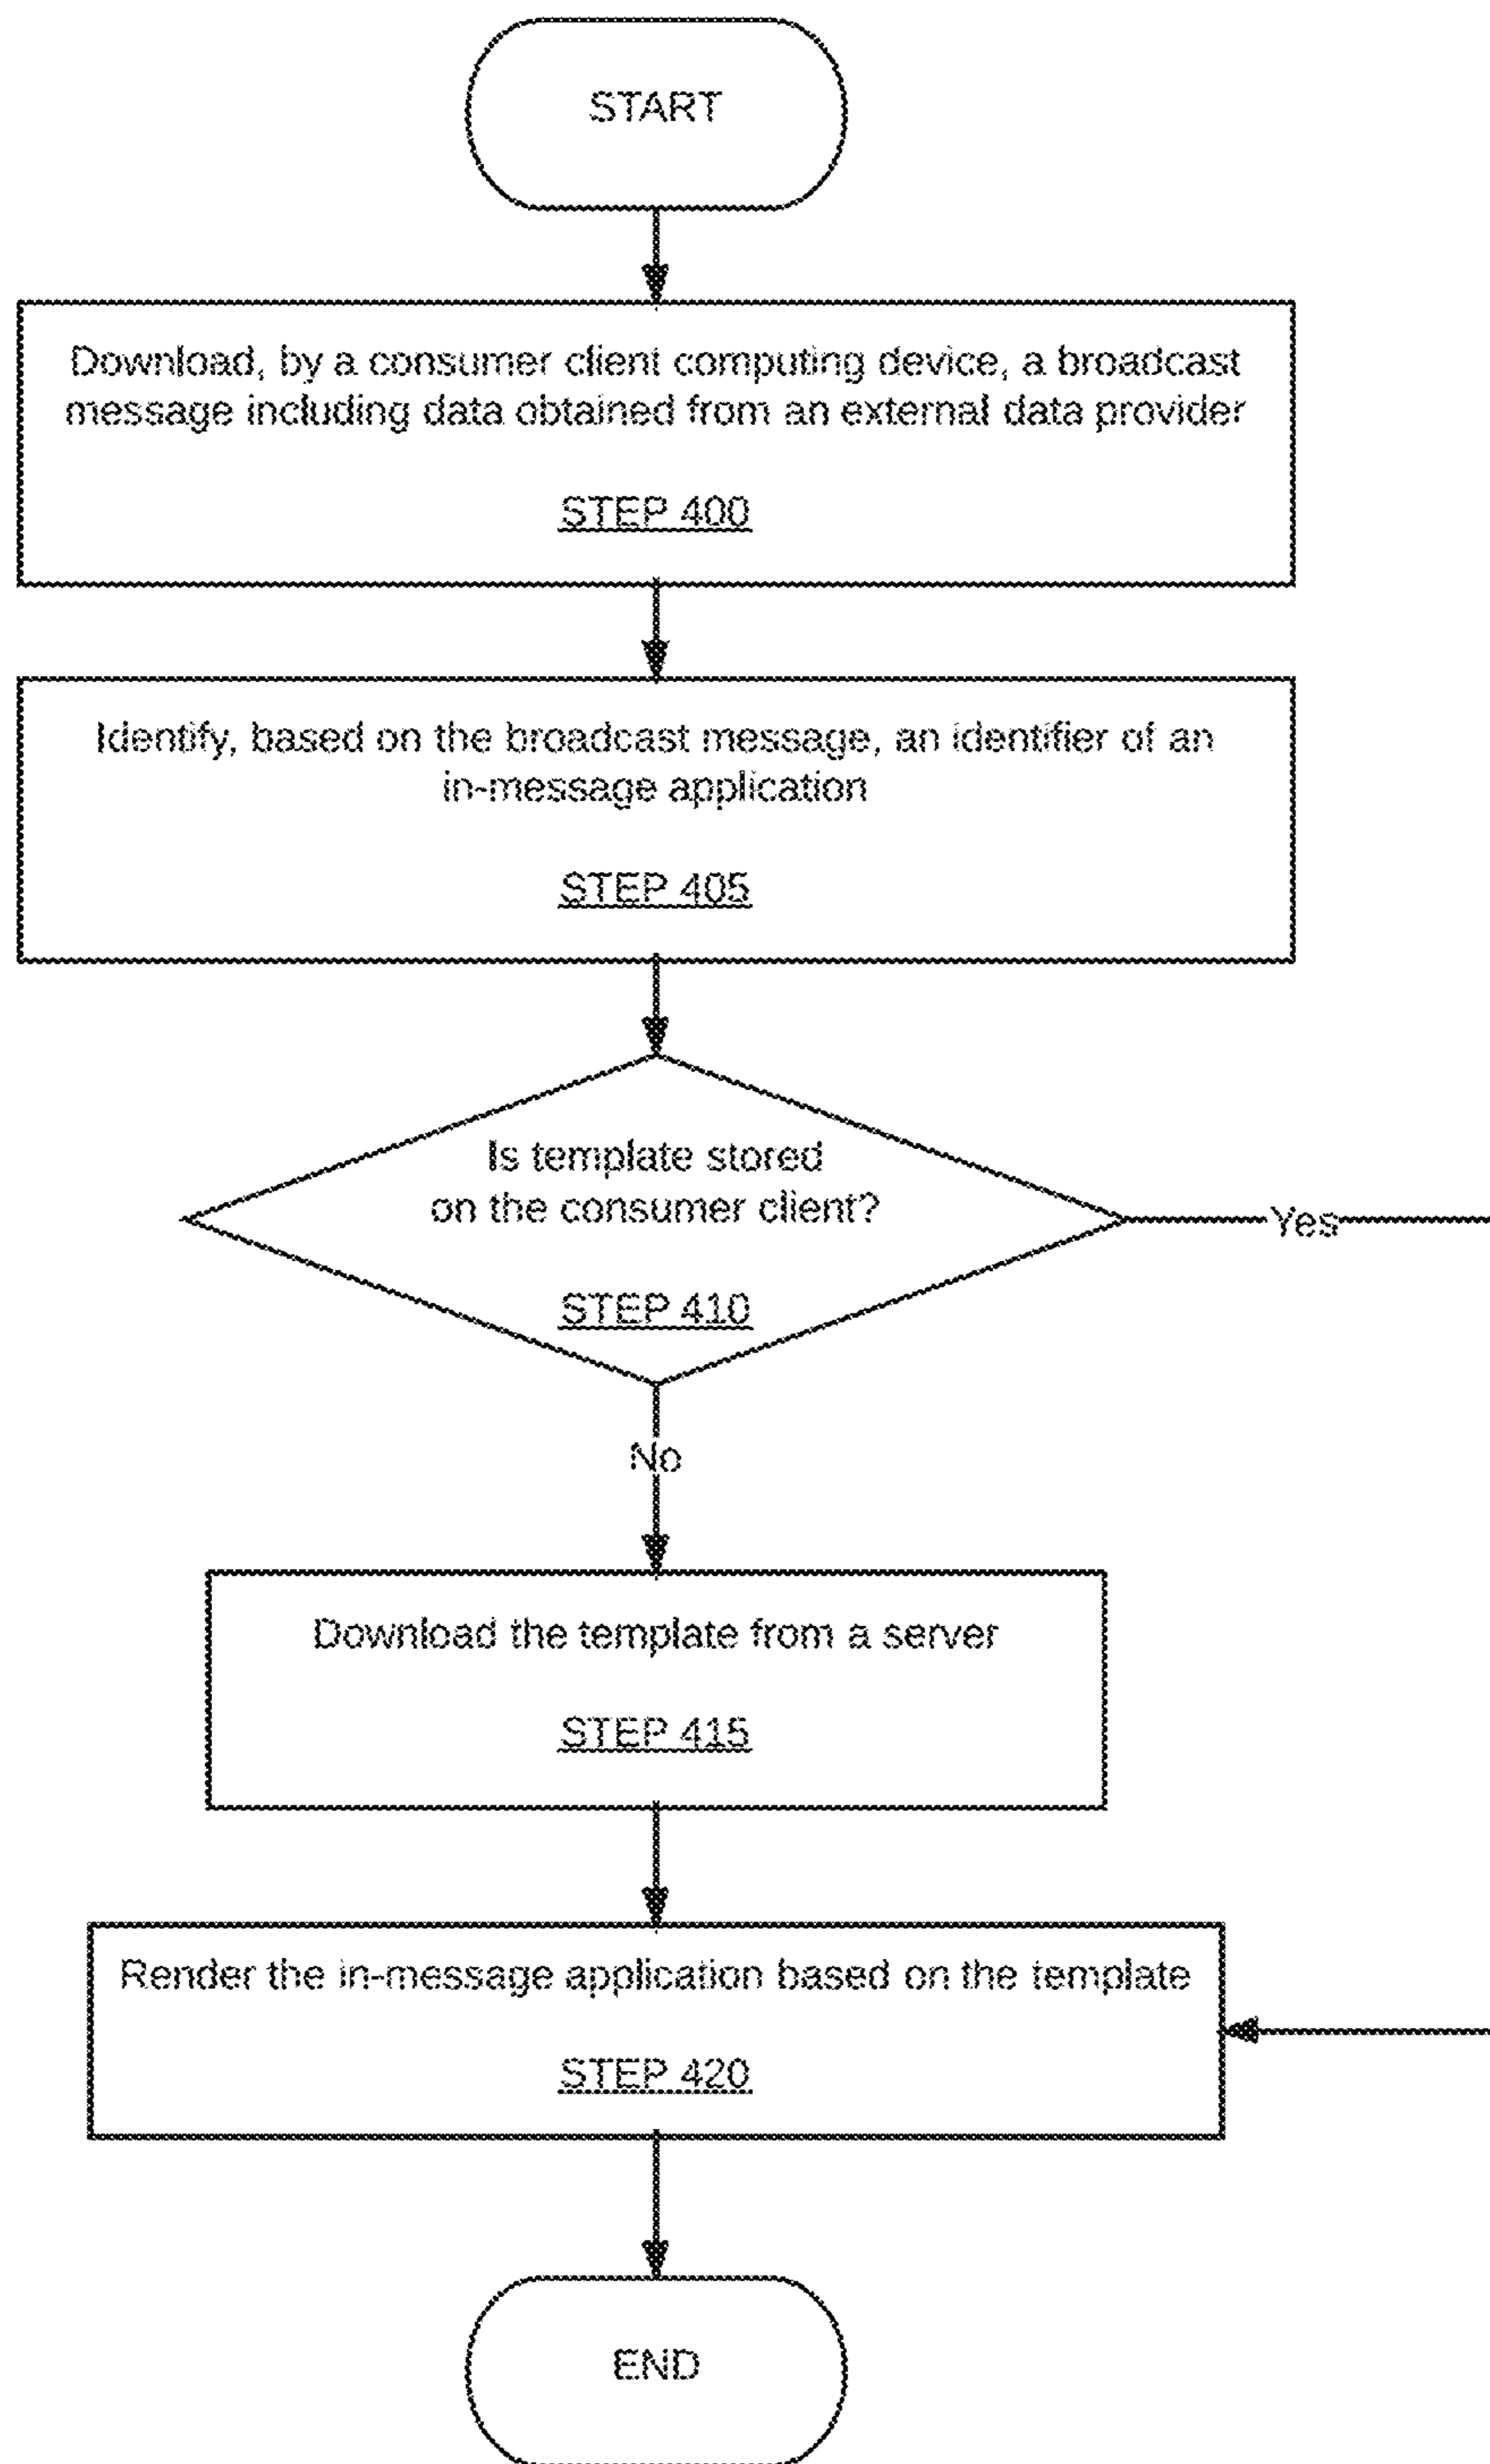 START
Download, by a consumer client computing device, a broadcast
message including data obtained from an external data provider
STEP 400
Identify, based on the broadcast message, an identifier of an
in-message application
STEP 405
Is template stored
on the consumer client?
STEP 410
Yes
No
Download the template from a server
STEP 415
Render the in-message application based on the template
STEP 420
END